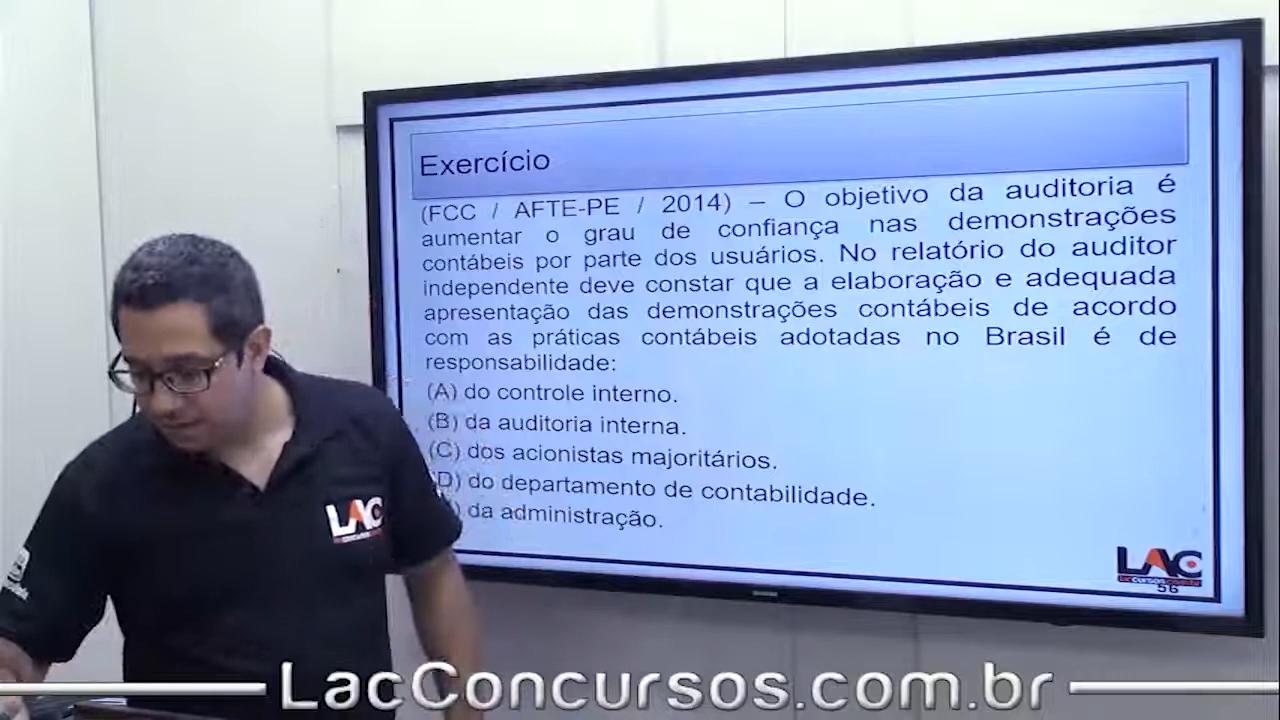 Exercício
(FCC / AFTE-PE / 2014) – O objetivo da auditoria é
aumentar o grau de confiança nas demonstrações
contábeis por parte dos usuários. No relatório do auditor
independente deve constar que a elaboração e adequada
apresentação das demonstrações contábeis de acordo
com as práticas contábeis adotadas no Brasil é de
responsabilidade:
(A) do controle interno.
(B) da auditoria interna.
(C) dos acionistas majoritários.
D) do departamento de contabilidade.
) da administração.
LAC
LAC
56
LacConcursos.com.br